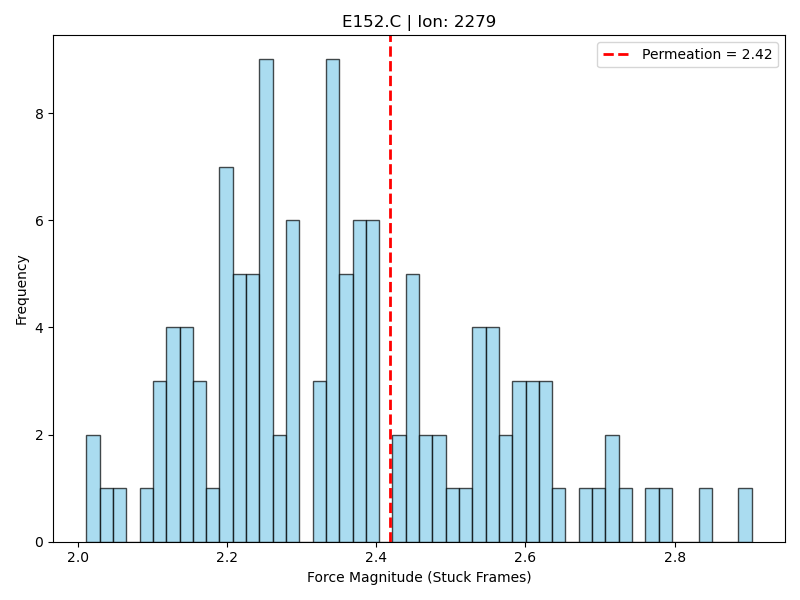 E152.C | Ion: 2279
Permeation = 2.42
Frequency
8
6
4
2
0
2.0 2.2 2.4 2.6 2.8
Force Magnitude (Stuck Frames)